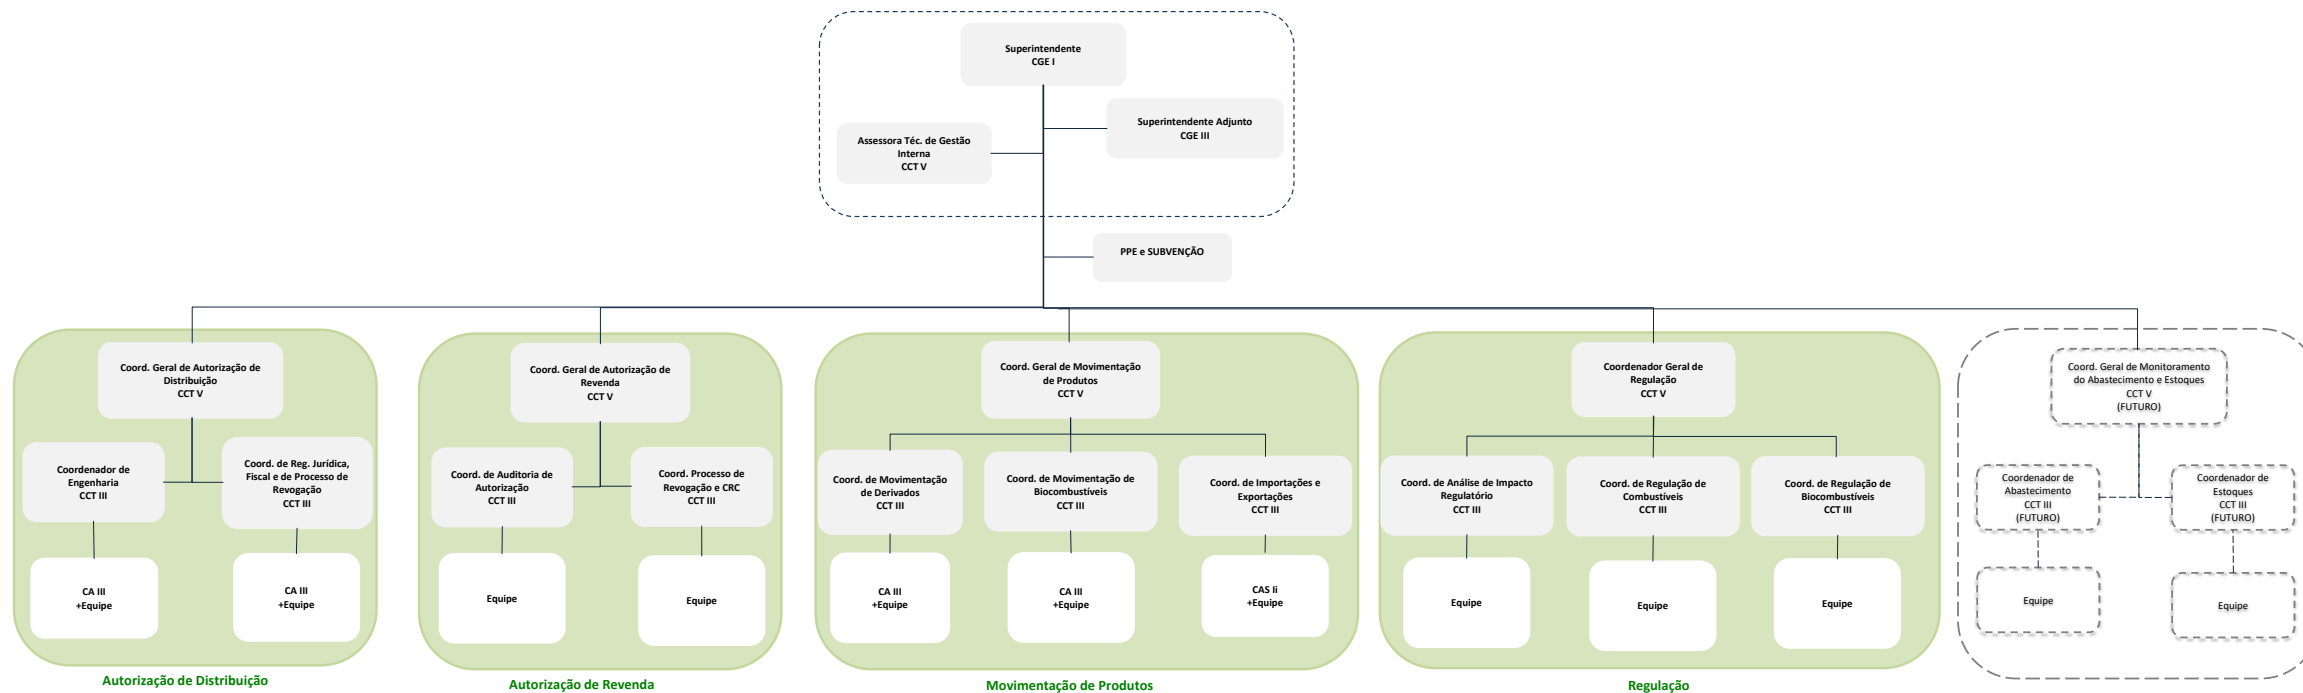 Superintendente
CGE I
Superintendente Adjunto
CGE III
Assessora Téc. de Gestão
Interna
CCT V
PPE e SUBVENÇÃO
Coord. Geral de Autorização de
Distribuição
CCT V
Coordenador de
Engenharia
CCT III
Coord. de Reg. Jurídica,
Fiscal e de Processo de
Revogação
CCT III
CA III
+Equipe
CA III
+Equipe
Autorização de Distribuição
Coord. Geral de Autorização de
Revenda
CCT V
Coord. de Auditoria de
Autorização
CCT III
Coord. Processo de
Revogação e CRC
CCT III
Equipe
Equipe
Autorização de Revenda
Coord. Geral de Movimentação
de Produtos
CCT V
Coord. de Movimentação
de Derivados
CCT III
Coord. de Movimentação de
Biocombustíveis
CCT III
Coord. de Importações e
Exportações
CCT III
CA III
+Equipe
CA III
+Equipe
CAS Ii
+Equipe
Movimentação de Produtos
Coordenador Geral de
Regulação
CCT V
Coord. de Análise de Impacto
Regulatório
CCT III
Coord. de Regulação de
Combustíveis
CCT III
Coord. de Regulação de
Biocombustíveis
CCT III
Equipe
Equipe
Equipe
Regulação
Coord. Geral de Monitoramento
do Abastecimento e Estoques
CCT V
(FUTURO)
Coordenador de
Abastecimento
CCT III
(FUTURO)
Coordenador de
Estoques
CCT III
(FUTURO)
Equipe
Equipe